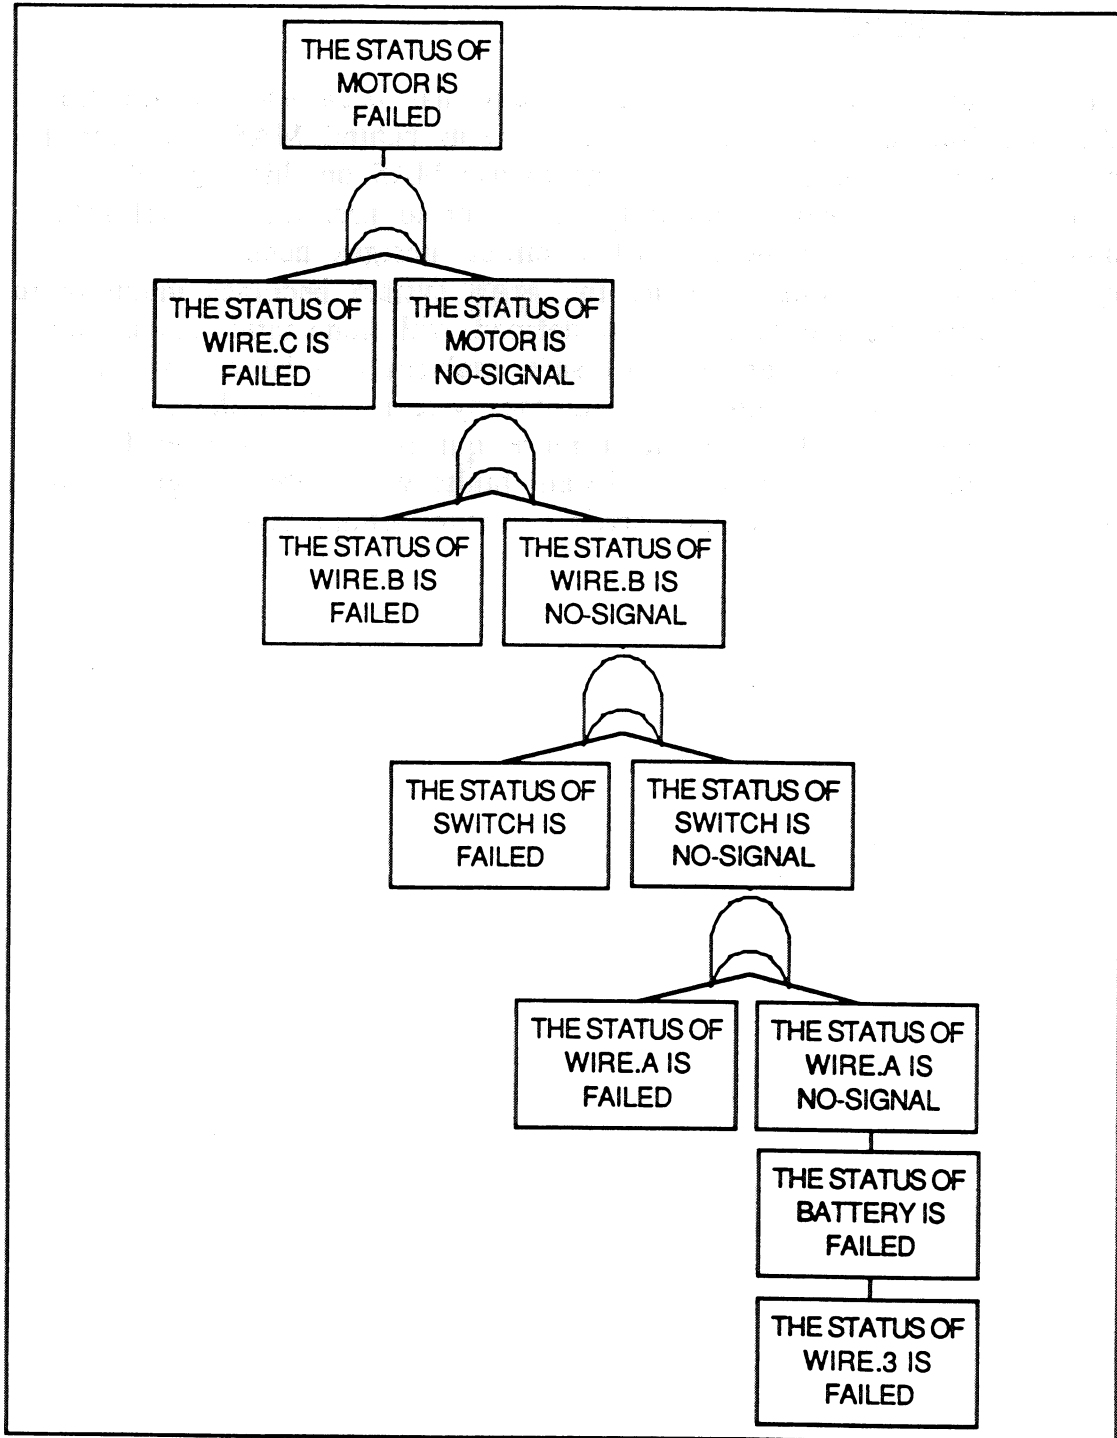 THE STATUS OF
MOTOR IS
FAILED
THE STATUS OF
WIRE.C IS
FAILED
THE STATUS OF
MOTOR IS
NO-SIGNAL
THE STATUS OF
WIRE.B IS
FAILED
THE STATUS OF
WIRE.B IS
NO-SIGNAL
THE STATUS OF
SWITCH IS
FAILED
THE STATUS OF
SWITCH IS
NO-SIGNAL
THE STATUS OF
WIRE.A IS
FAILED
THE STATUS OF
WIRE.A IS
NO-SIGNAL
THE STATUS OF
BATTERY IS
FAILED
THE STATUS OF
WIRE.3 IS
FAILED